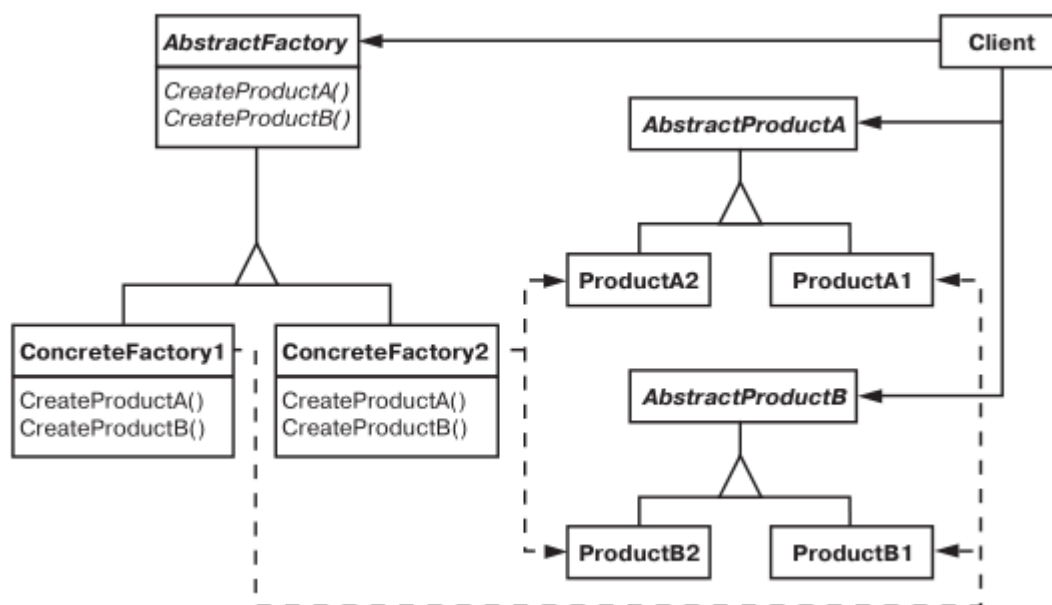 AbstractFactory
Client
CreateProductA()
CreateProductB()
AbstractProductA
ProductA2
ProductA1
ConcreteFactory1
ConcreteFactory2
CreateProductA()
CreateProductB()
CreateProductA()
CreateProductB()
AbstractProductB
ProductB2
ProductB1